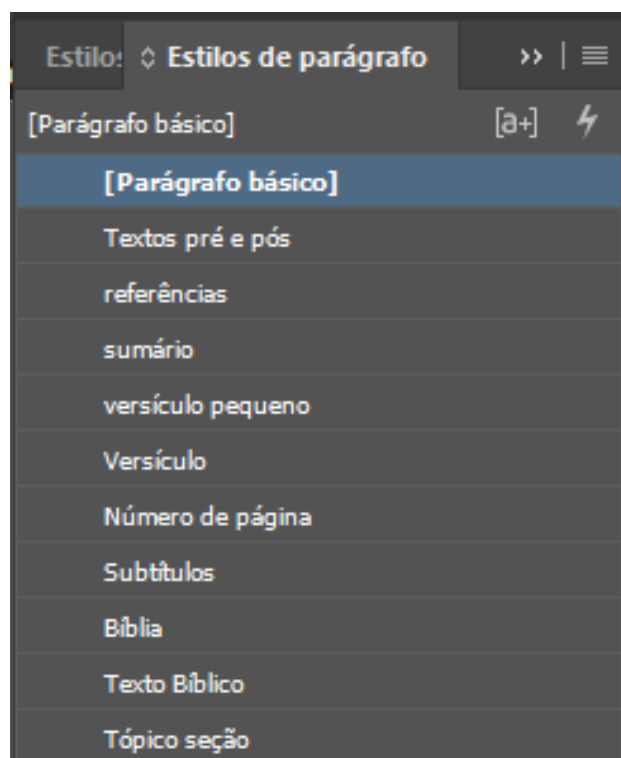 Estilos Estilos de parágrafo >>
[Parágrafo básico] [a+]
[Parágrafo básico]
Textos pré e pós
referências
sumário
versículo pequeno
Versículo
Número de página
Subtítulos
Bíblia
Texto Bíblico
Tópico seção